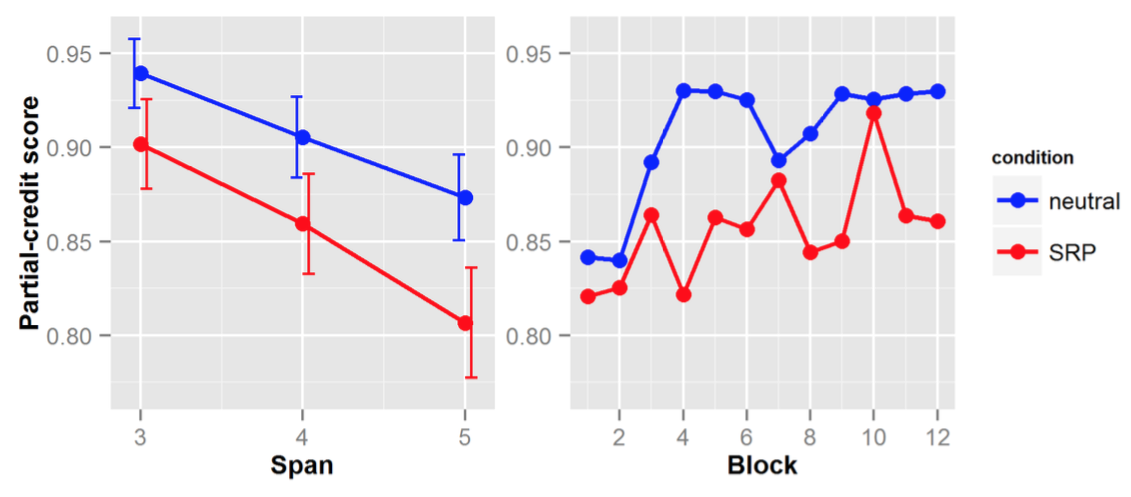 Partial-credit score
0.95
0.90
0.85
0.80
3 4 5
Span
0.95
0.90
0.85
0.80
2 4 6 8 10 12
Block
condition
neutral
SRP